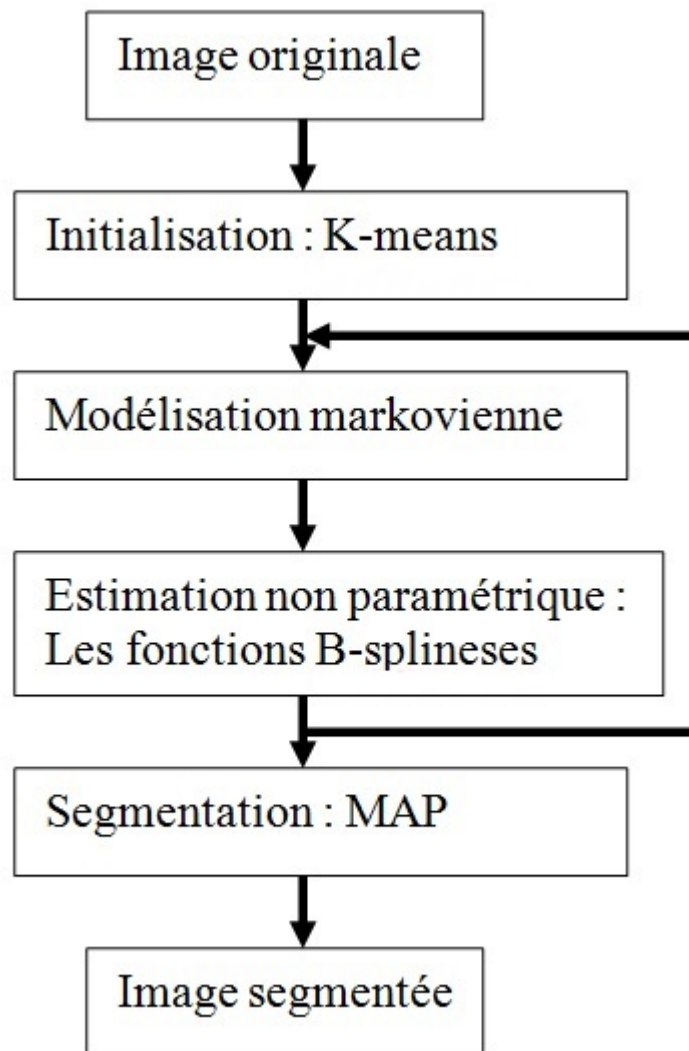 Image originale
Initialisation : K-means
Modélisation markovienne
Estimation non paramétrique :
Les fonctions B-splineses
Segmentation : MAP
Image segmentée